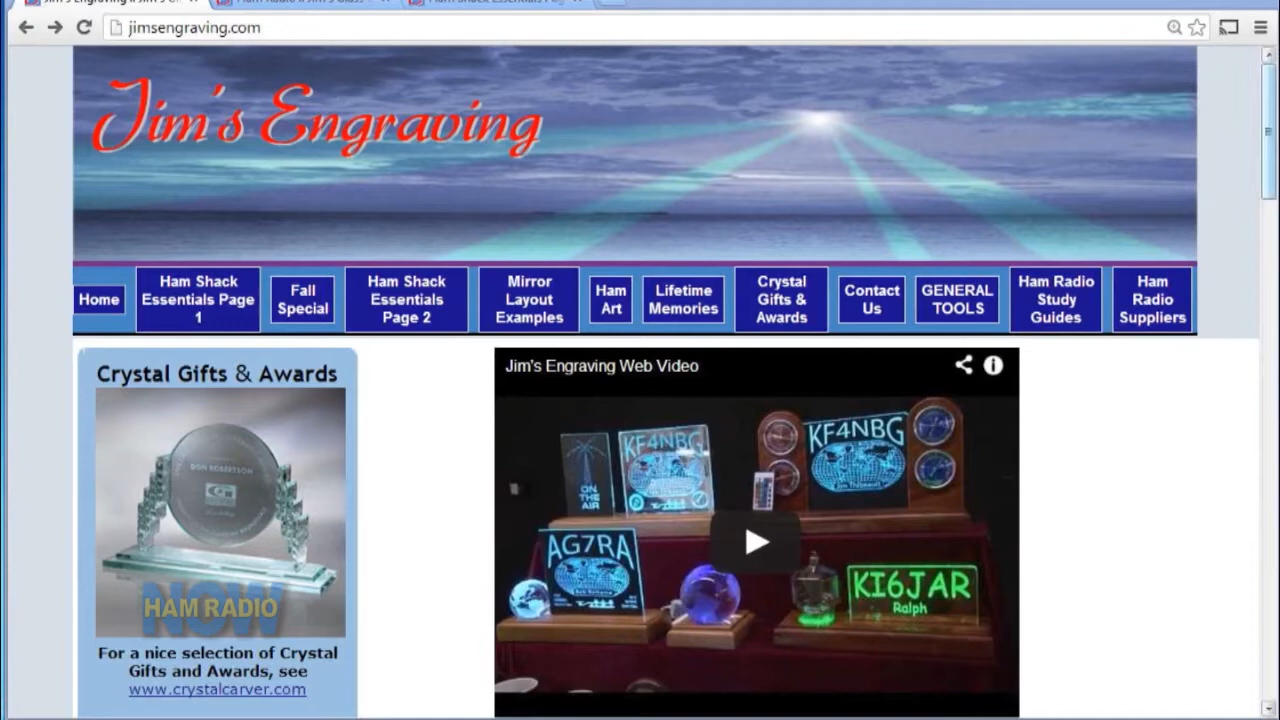 jimsengraving.com
Jim's Engraving
Home
Ham Shack
Essentials Page
1
Fall
Special
Ham Shack
Essentials
Page 2
Mirror
Layout
Examples
Ham
Art
Lifetime
Memories
Crystal
Gifts &
Awards
Contact
Us
GENERAL
TOOLS
Ham Radio
Study
Guides
Ham
Radio
Suppliers
Crystal Gifts & Awards
DON ROBERTSON
HAM RADIO
NOW
For a nice selection of Crystal
Gifts and Awards, see
www.crystalcarver.com
Jim's Engraving Web Video
KF4NBG
ON
THE
AIR
KF4NBG
AG7RA
KI6JAR
Ralph